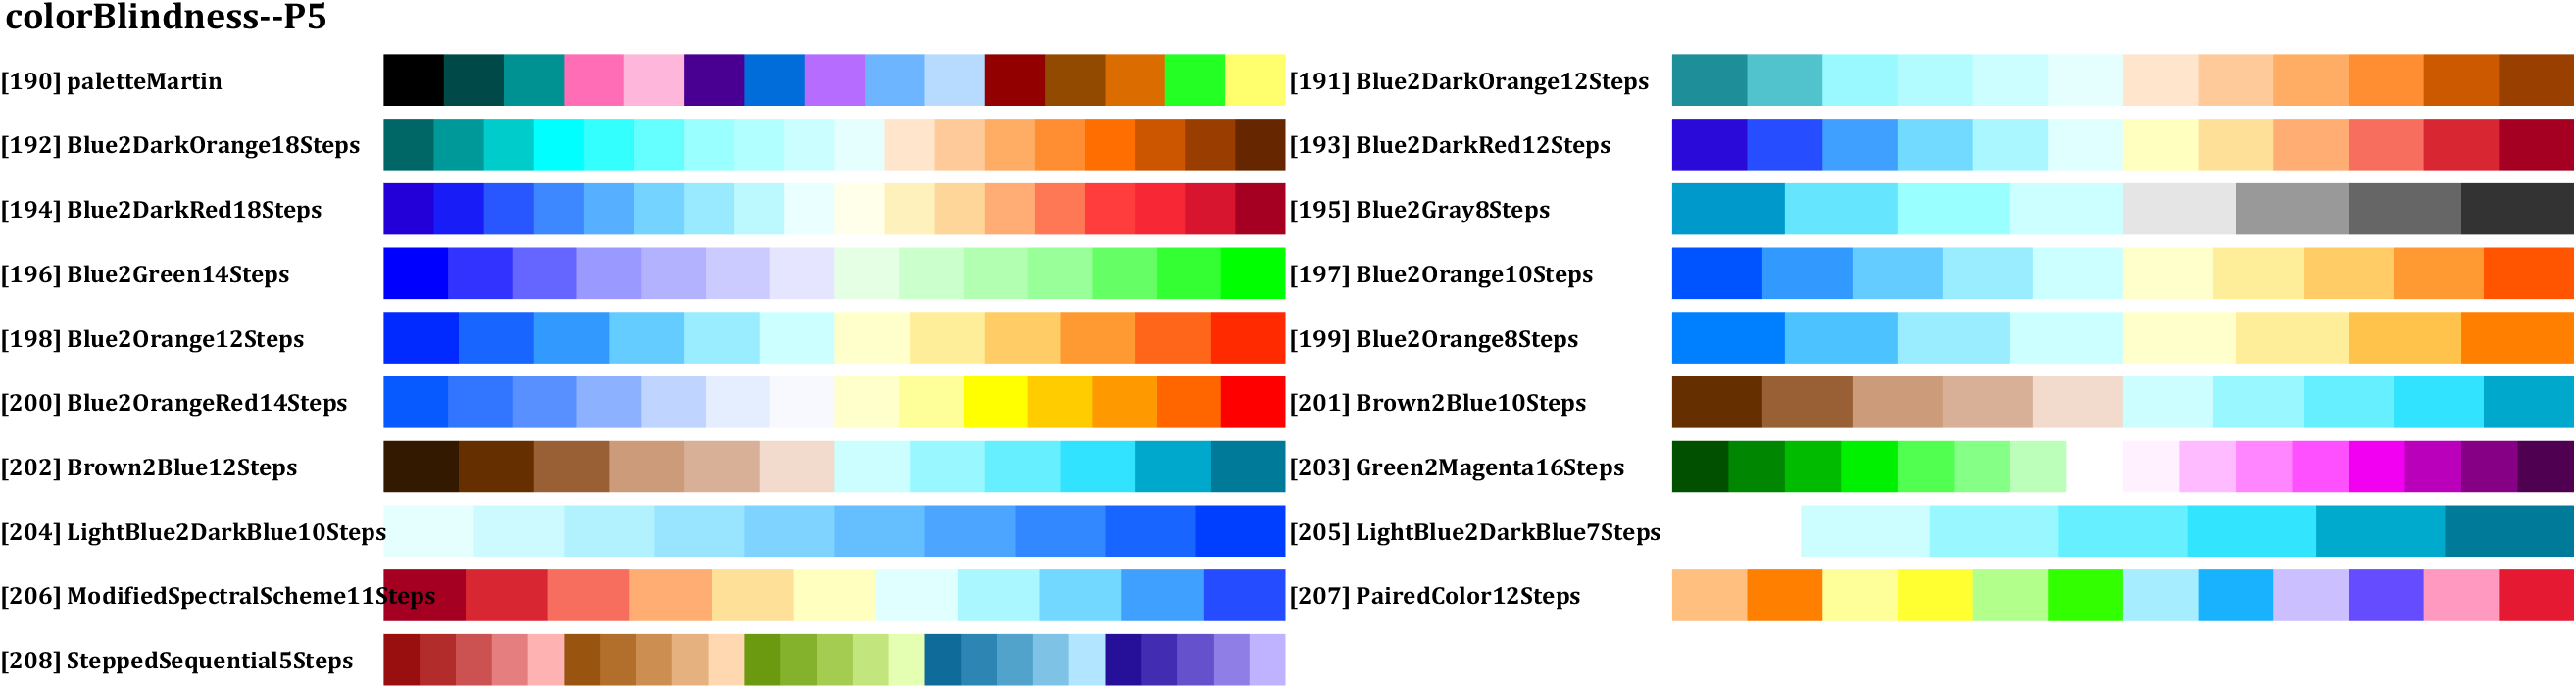 colorBlindness--P5
[190] paletteMartin
[191] Blue2DarkOrange12Steps
[192] Blue2DarkOrange18Steps
[193] Blue2DarkRed12Steps
[194] Blue2DarkRed18Steps
[195] Blue2Gray8Steps
[196] Blue2Green14Steps
[197] Blue2Orange10Steps
[198] Blue2Orange12Steps
[199] Blue2Orange8Steps
[200] Blue2OrangeRed14Steps
[201] Brown2Blue10Steps
[202] Brown2Blue12Steps
[203] Green2Magenta16Steps
[204] LightBlue2DarkBlue10Steps
[205] LightBlue2DarkBlue7Steps
[206] ModifiedSpectralScheme11Steps
[207] PairedColor12Steps
[208] SteppedSequential5Steps